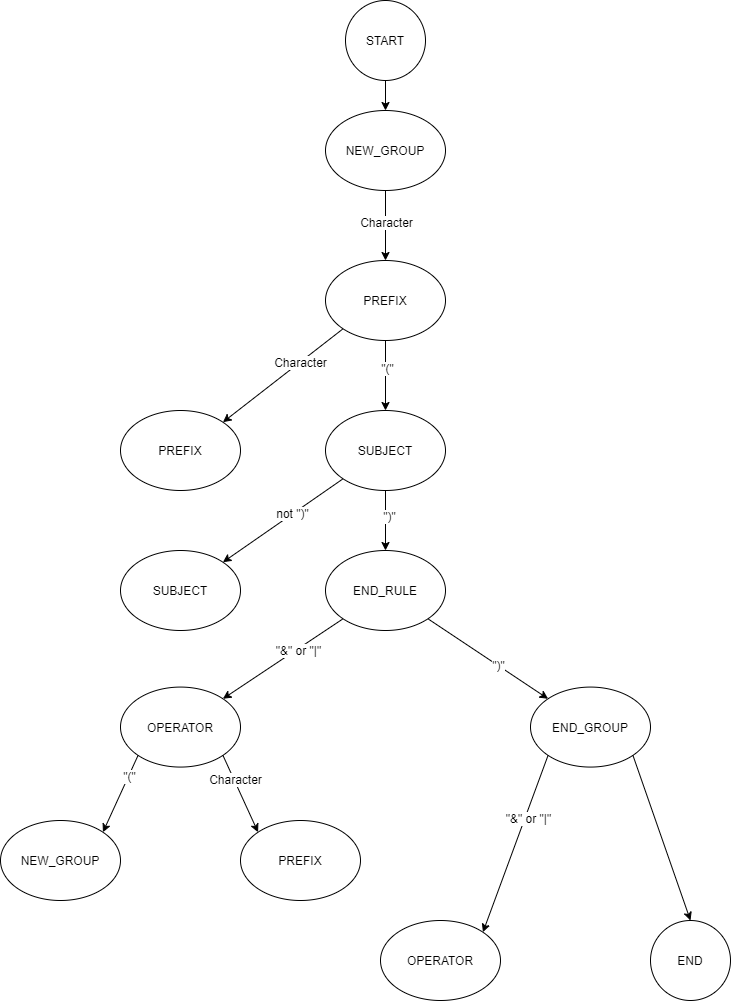 START
NEW_GROUP
Character
PREFIX
Character
"("
PREFIX
SUBJECT
not ")"
")"
SUBJECT
END_RULE
"&" or "|"
")"
OPERATOR
END_GROUP
"("
Character
"&" or "|"
NEW_GROUP
PREFIX
OPERATOR
END